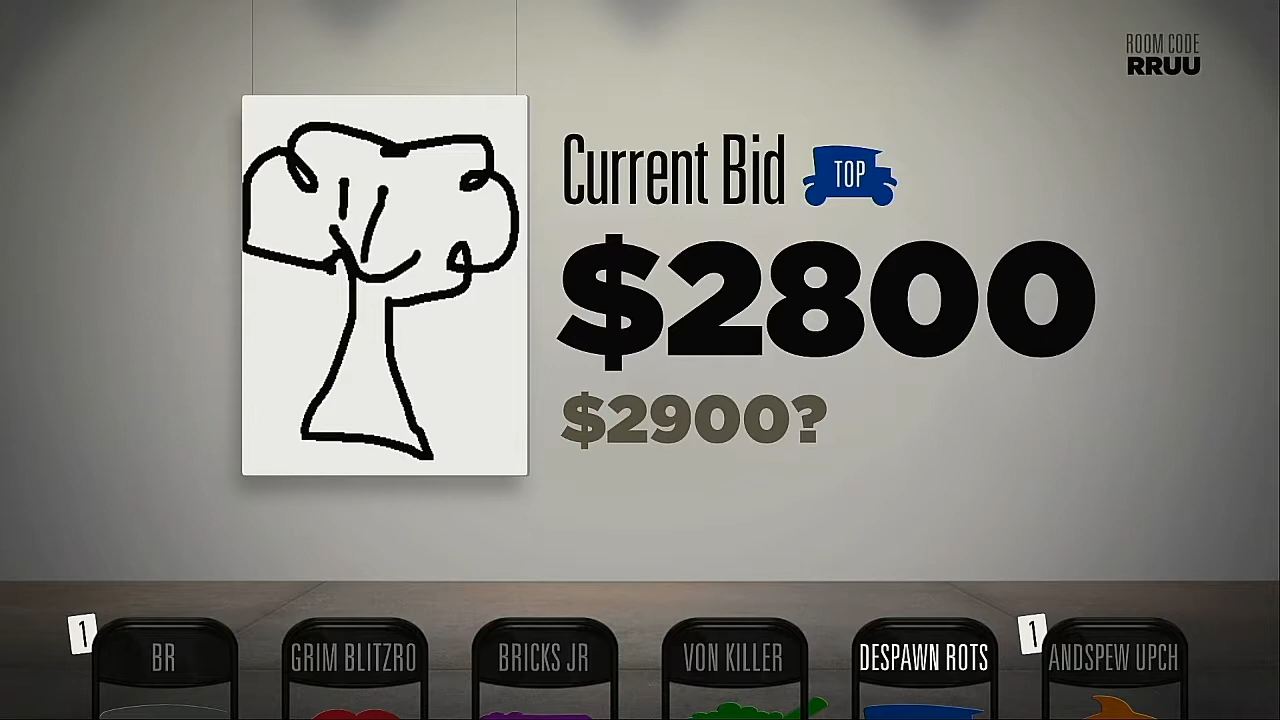 ROOM CODE
RRUU
Current Bid TOP
$2800
$2900?
1 BR
GRIM BLITZRO
BRICKS JR
VON KILLER
DESPAWN ROTS
1 ANDSPEW UPCH